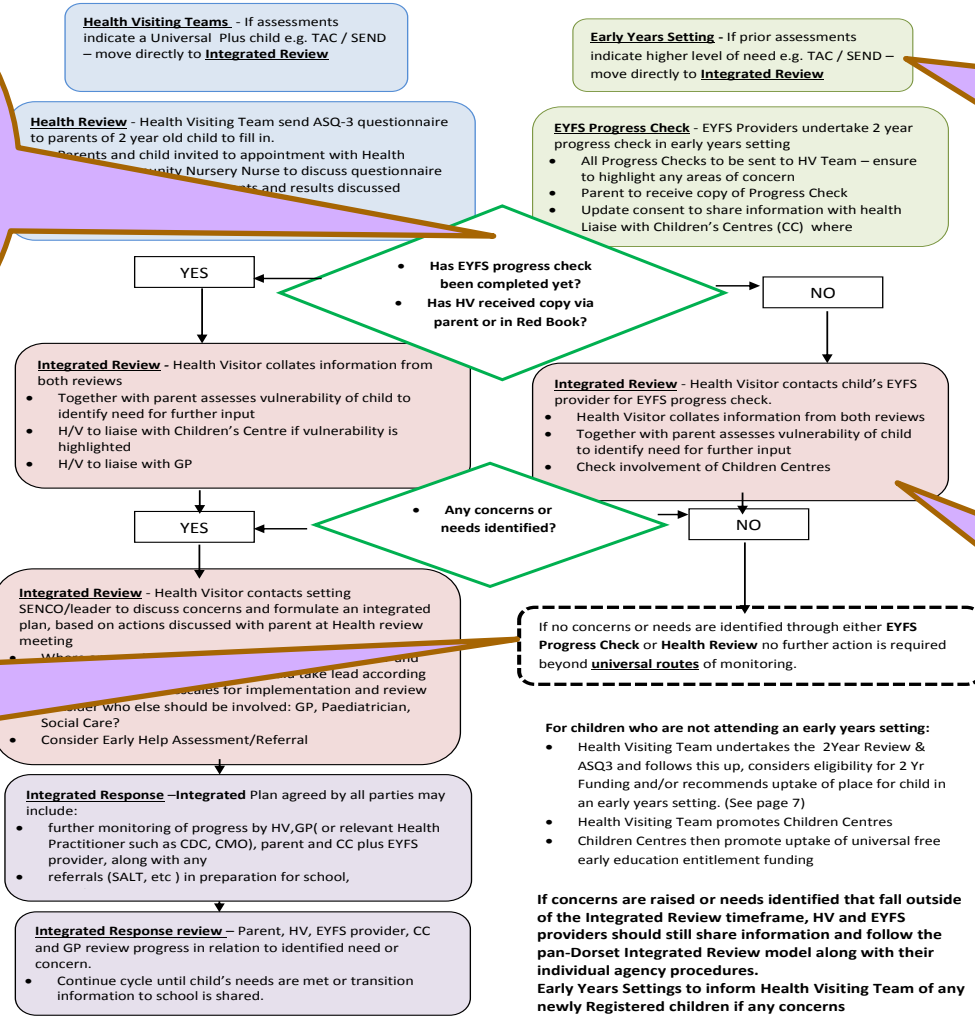 Health Visiting Teams - If assessments
indicate a Universal Plus child e.g. TAC / SEND
– move directly to Integrated Review
Early Years Setting - If prior assessments
indicate higher level of need e.g. TAC / SEND –
move directly to Integrated Review
Health Review - Health Visiting Team send ASQ-3 questionnaire
to parents of 2 year old child to fill in.
Parents and child invited to appointment with Health
Nursery Nurse to discuss questionnaire
and results discussed
EYFS Progress Check - EYFS Providers undertake 2 year
progress check in early years setting
• All Progress Checks to be sent to HV Team – ensure
to highlight any areas of concern
• Parent to receive copy of Progress Check
• Update consent to share information with health
Liaise with Children's Centres (CC) where
• Has EYFS progress check
been completed yet?
• Has HV received copy via
parent or in Red Book?
YES
NO
Integrated Review - Health Visitor collates information from
both reviews
• Together with parent assesses vulnerability of child to
identify need for further input
• H/V to liaise with Children's Centre if vulnerability is
highlighted
• H/V to liaise with GP
Integrated Review - Health Visitor contacts child's EYFS
provider for EYFS progress check.
• Health Visitor collates information from both reviews
• Together with parent assesses vulnerability of child
to identify need for further input
• Check involvement of Children Centres
• Any concerns or
needs identified?
YES
NO
Integrated Review - Health Visitor contacts setting
SENCO/leader to discuss concerns and formulate an integrated
plan, based on actions discussed with parent at Health review
meeting
• and
take lead according
for implementation and review
who else should be involved: GP, Paediatrician,
Social Care?
• Consider Early Help Assessment/Referral
If no concerns or needs are identified through either EYFS
Progress Check or Health Review no further action is required
beyond universal routes of monitoring.
Integrated Response –Integrated Plan agreed by all parties may
include:
• further monitoring of progress by HV,GP( or relevant Health
Practitioner such as CDC, CMO), parent and CC plus EYFS
provider, along with any
• referrals (SALT, etc ) in preparation for school,
Integrated Response review – Parent, HV, EYFS provider, CC
and GP review progress in relation to identified need or
concern.
• Continue cycle until child's needs are met or transition
information to school is shared.
For children who are not attending an early years setting:
• Health Visiting Team undertakes the 2Year Review &
ASQ3 and follows this up, considers eligibility for 2 Yr
Funding and/or recommends uptake of place for child in
an early years setting. (See page 7)
• Health Visiting Team promotes Children Centres
• Children Centres then promote uptake of universal free
early education entitlement funding
If concerns are raised or needs identified that fall outside
of the Integrated Review timeframe, HV and EYFS
providers should still share information and follow the
pan-Dorset Integrated Review model along with their
individual agency procedures.
Early Years Settings to inform Health Visiting Team of any
newly Registered children if any concerns